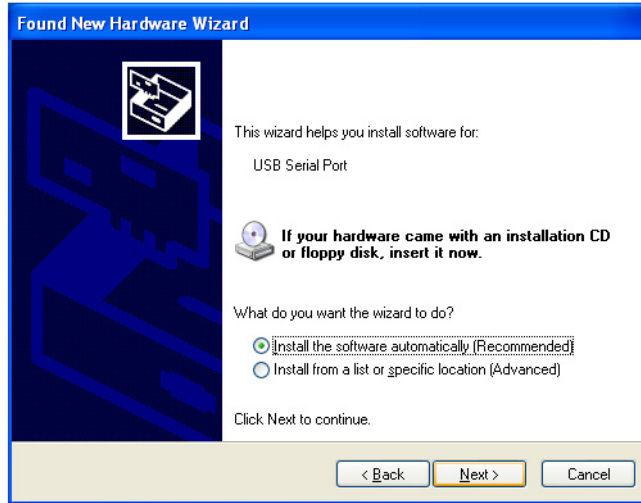 Found New Hardware Wizard
This wizard helps you install software for:
USB Serial Port
If your hardware came with an installation CD
or floppy disk, insert it now.
What do you want the wizard to do?
Install the software automatically (Recommended)
Install from a list or specific location (Advanced)
Click Next to continue.
< Back Next > Cancel